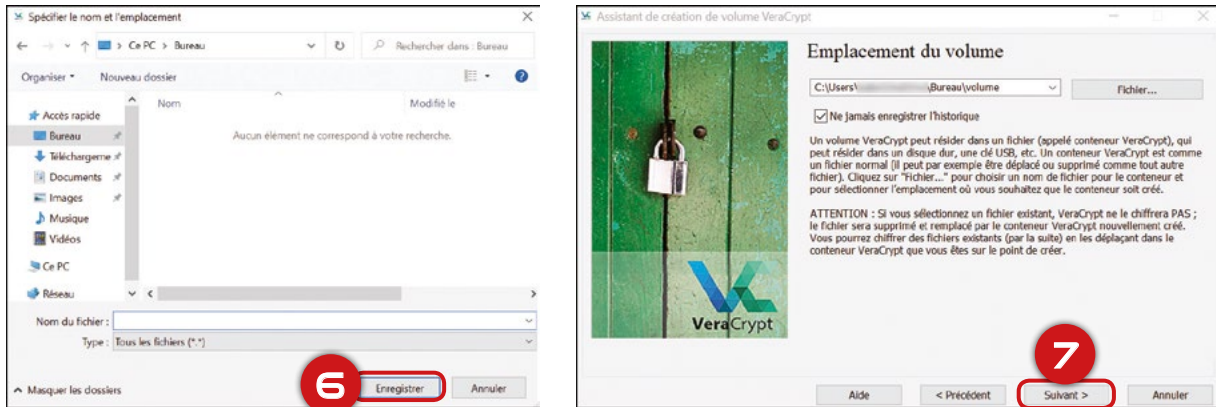 Spécifier le nom et l'emplacement
Ce PC > Bureau
Rechercher dans : Bureau
Organiser
Nouveau dossier
Nom
Modifié le
Accès rapide
Aucun élément ne correspond à votre recherche.
Bureau
Téléchargeme
Documents
Images
Musique
Vidéos
Ce PC
Réseau
Nom du fichier :
Type : Tous les fichiers (*.*)
Masquer les dossiers
6
Enregistrer
Annuler
Assistant de création de volume VeraCrypt
Emplacement du volume
C:\Users\ \Bureau\volume
Fichier...
Ne jamais enregistrer l'historique
Un volume VeraCrypt peut résider dans un fichier (appelé conteneur VeraCrypt), qui
peut résider dans un disque dur, une clé USB, etc. Un conteneur VeraCrypt est comme
un fichier normal (il peut par exemple être déplacé ou supprimé comme tout autre
fichier). Cliquez sur "Fichier..." pour choisir un nom de fichier pour le conteneur et
pour sélectionner l'emplacement où vous souhaitez que le conteneur soit créé.
ATTENTION : Si vous sélectionnez un fichier existant, VeraCrypt ne le chiffrera PAS ;
le fichier sera supprimé et remplacé par le conteneur VeraCrypt nouvellement créé.
Vous pourrez chiffrer des fichiers existants (par la suite) en les déplaçant dans le
conteneur VeraCrypt que vous êtes sur le point de créer.
VeraCrypt
7
Aide
< Précédent
Suivant >
Annuler